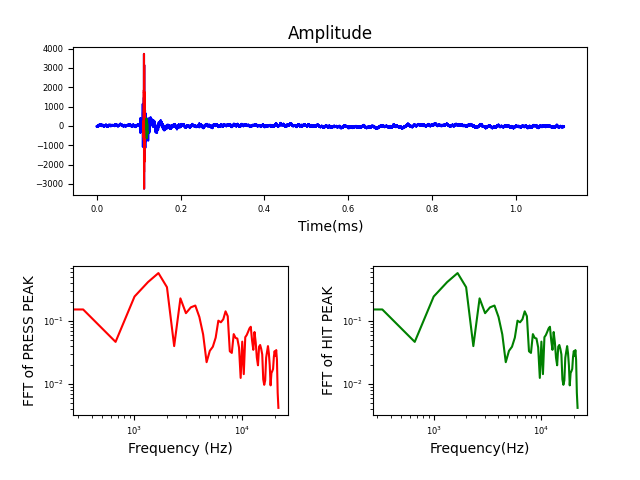 Amplitude
4000
3000
2000
1000
0
−1000
−2000
−3000
0.0 0.2 0.4 0.6 0.8 1.0
Time(ms)
FFT of PRESS PEAK
10⁻¹
10⁻²
10³ 10⁴
Frequency (Hz)
FFT of HIT PEAK
10⁻¹
10⁻²
10³ 10⁴
Frequency(Hz)